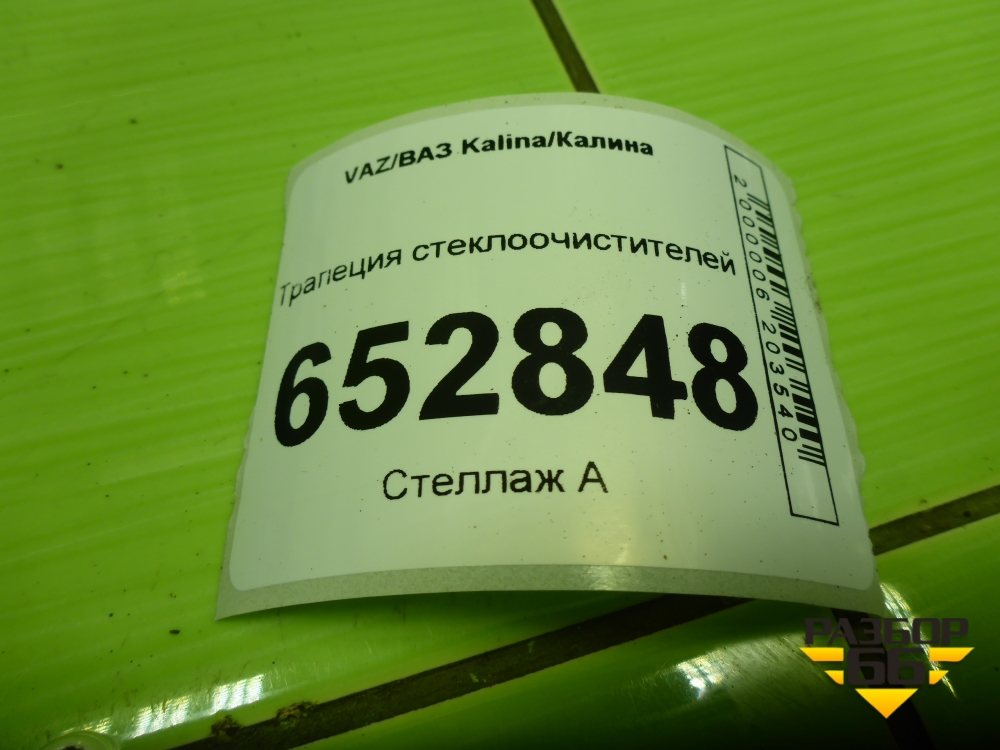 VAZ/ВАЗ Kalina/Калина
Трапеция стеклоочистителей
652848
Стеллаж А
2000006203540
РАЗБОР
66